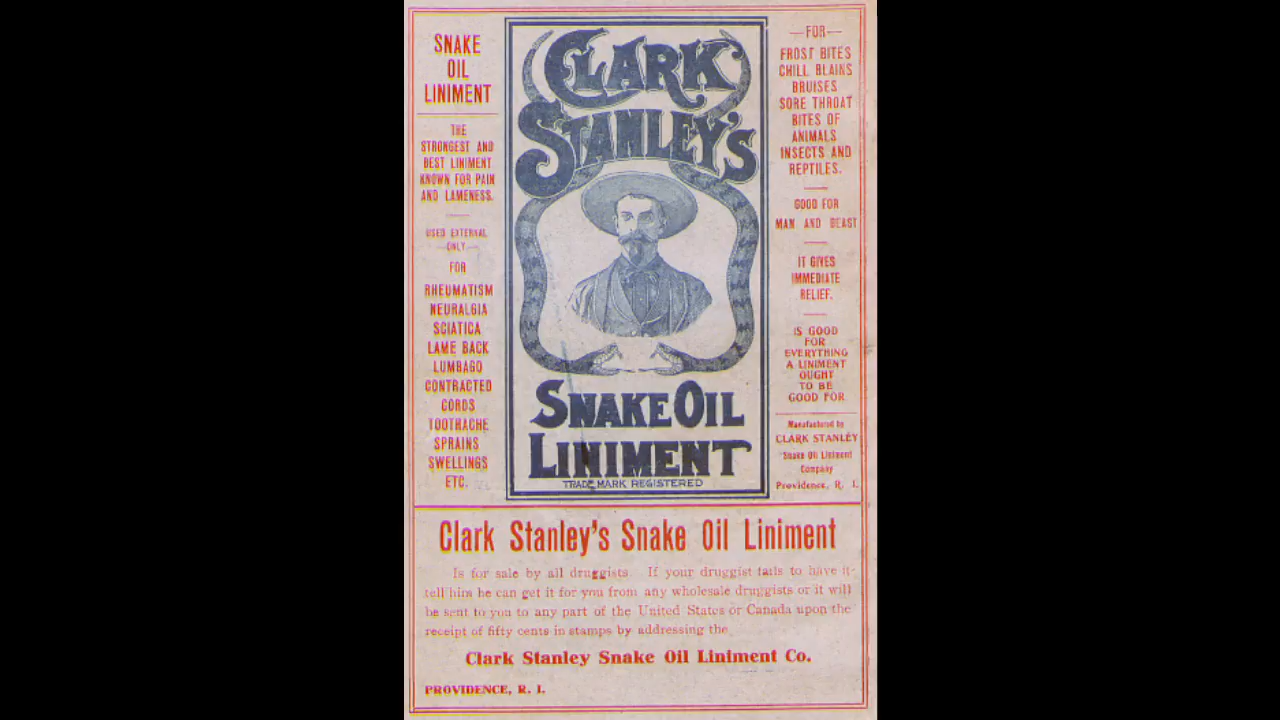 SNAKE
OIL
LINIMENT
THE
STRONGEST AND
BEST LINIMENT
KNOWN FOR PAIN
AND LAMENESS.
USED EXTERNAL
ONLY
FOR
RHEUMATISM
NEURALGIA
SCIATICA
LAME BACK
LUMBAGO
CONTRACTED
CORDS
TOOTHACHE
SPRAINS
SWELLINGS
ETC.
CLARK
STANLEY'S
SNAKE OIL
LINIMENT
TRADE MARK REGISTERED
—FOR—
FROST BITES
CHILL BLAINS
BRUISES
SORE THROAT
BITES OF
ANIMALS
INSECTS AND
REPTILES.
GOOD FOR
MAN AND BEAST
IT GIVES
IMMEDIATE
RELIEF.
IS GOOD
FOR
EVERYTHING
A LINIMENT
OUGHT
TO BE
GOOD FOR
Manufactured by
CLARK STANLEY
Snake Oil Liniment
Company
Providence, R. I.
Clark Stanley's Snake Oil Liniment
Is for sale by all druggists. If your druggist fails to have it
tell him he can get it for you from any wholesale druggists or it will
be sent to you to any part of the United States or Canada upon the
receipt of fifty cents in stamps by addressing the
Clark Stanley Snake Oil Liniment Co.
PROVIDENCE, R. I.